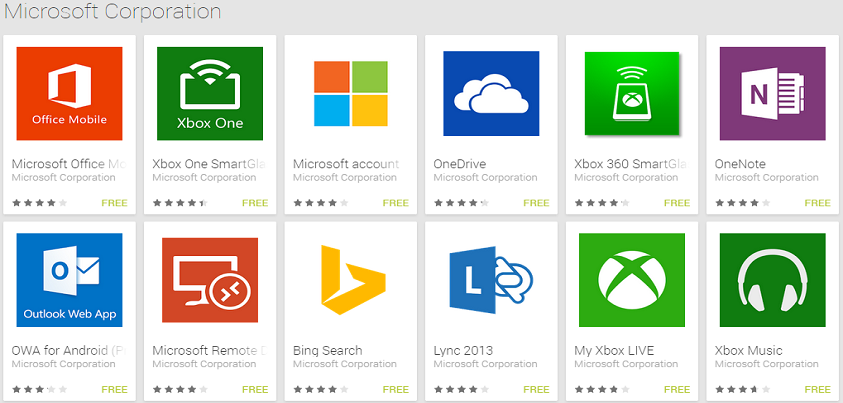 Microsoft Corporation
Office Mobile
Xbox One
N
Microsoft Office Mo
Xbox One SmartGla
Microsoft account
OneDrive
Xbox 360 SmartGla
OneNote
Microsoft Corporation
Microsoft Corporation
Microsoft Corporation
Microsoft Corporation
Microsoft Corporation
Microsoft Corporation
FREE
FREE
FREE
FREE
FREE
FREE
O
L
Outlook Web App
OWA for Android (P
Microsoft Remote D
Bing Search
Lync 2013
My Xbox LIVE
Xbox Music
Microsoft Corporation
Microsoft Corporation
Microsoft Corporation
Microsoft Corporation
Microsoft Corporation
Microsoft Corporation
FREE
FREE
FREE
FREE
FREE
FREE